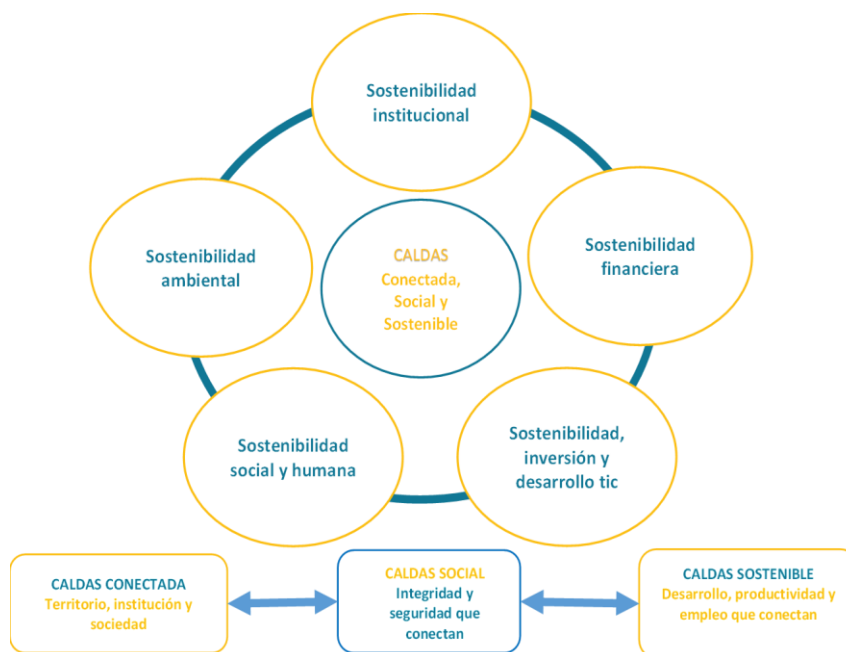 Sostenibilidad
institucional
Sostenibilidad
ambiental
CALDAS
Conectada,
Social y
Sostenible
Sostenibilidad
financiera
Sostenibilidad
social y humana
Sostenibilidad,
inversión y
desarrollo tic
CALDAS CONECTADA
Territorio, institución y
sociedad
CALDAS SOCIAL
Integridad y
seguridad que
conectan
CALDAS SOSTENIBLE
Desarrollo, productividad y
empleo que conectan